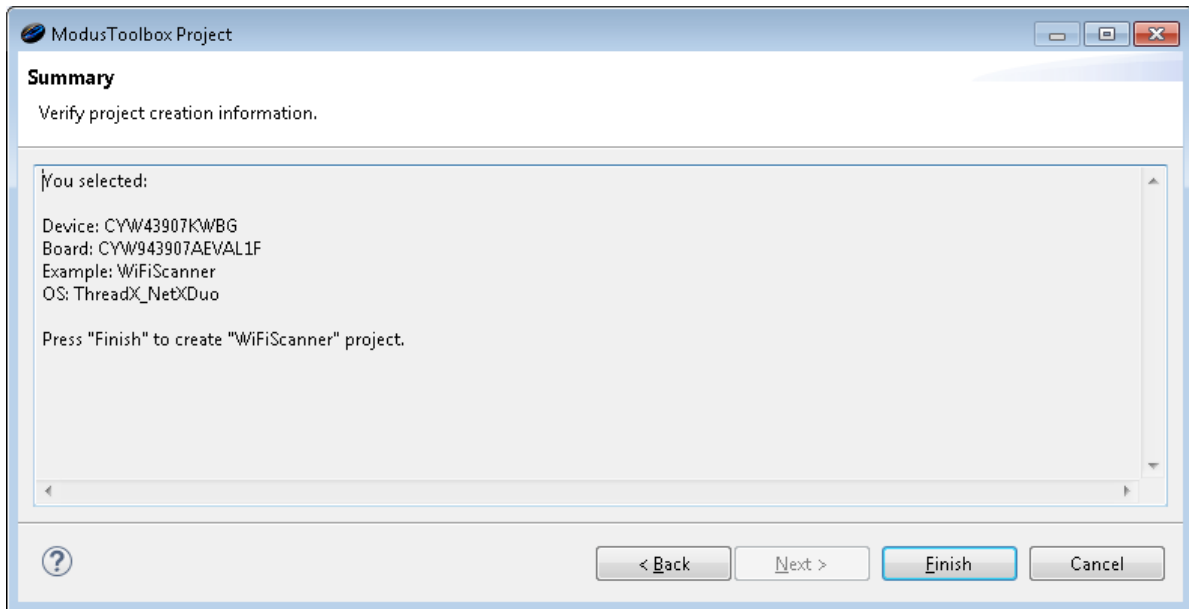 ModusToolbox Project
Summary
Verify project creation information.
You selected:
Device: CYW43907KWBG
Board: CYW943907AEVAL1F
Example: WiFiScanner
OS: ThreadX_NetXDuo
Press "Finish" to create "WiFiScanner" project.
?
< Back
Next >
Finish
Cancel